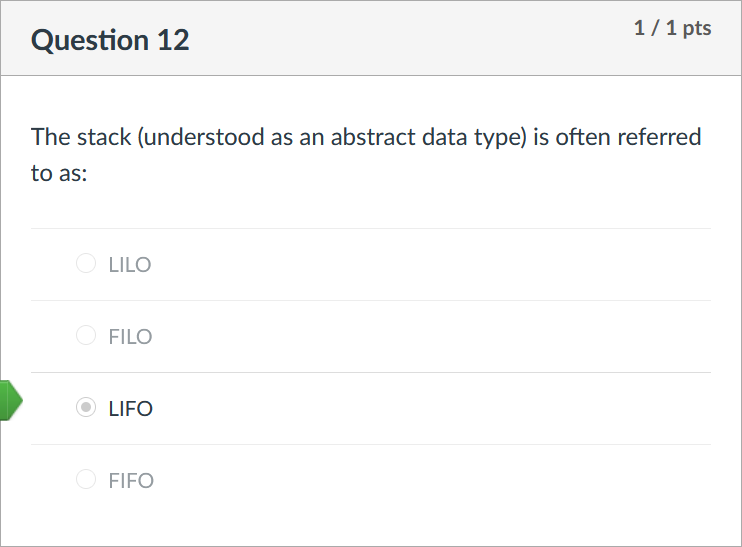 Question 12
1 / 1 pts
The stack (understood as an abstract data type) is often referred
to as:
LILO
FILO
LIFO
FIFO